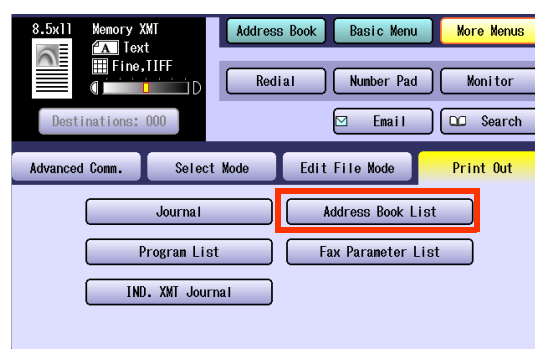 8.5x11 Memory XMT Address Book Basic Menu More Menus
A Text
Fine,TIFF
D Redial Number Pad Monitor
Destinations: 000 Email Search
Advanced Comm. Select Mode Edit File Mode Print Out
Journal Address Book List
Program List Fax Parameter List
IND. XMT Journal